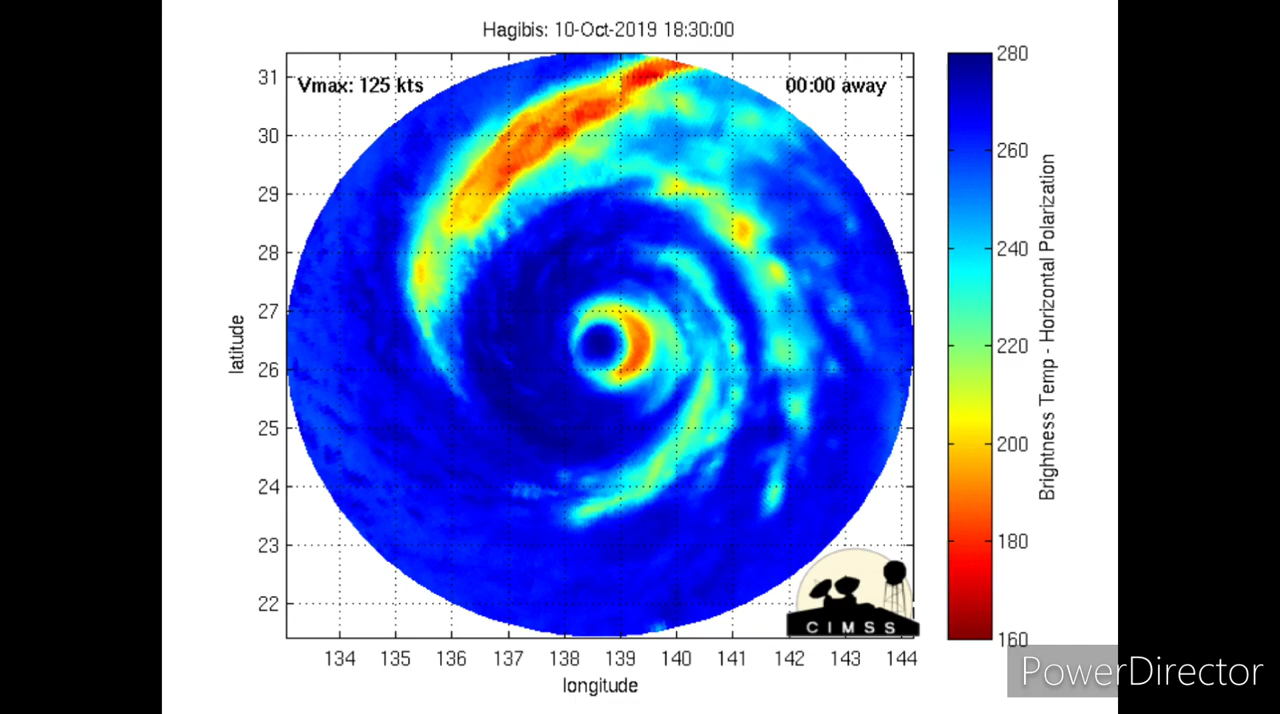 Hagibis: 10-Oct-2019 18:30:00
Vmax: 125 kts
00:00 away
31
30
29
28
27
26
25
24
23
22
latitude
134 135 136 137 138 139 140 141 142 143 144
longitude
280
260
240
220
200
180
160
Brightness Temp - Horizontal Polarization
CIMSS
PowerDirector